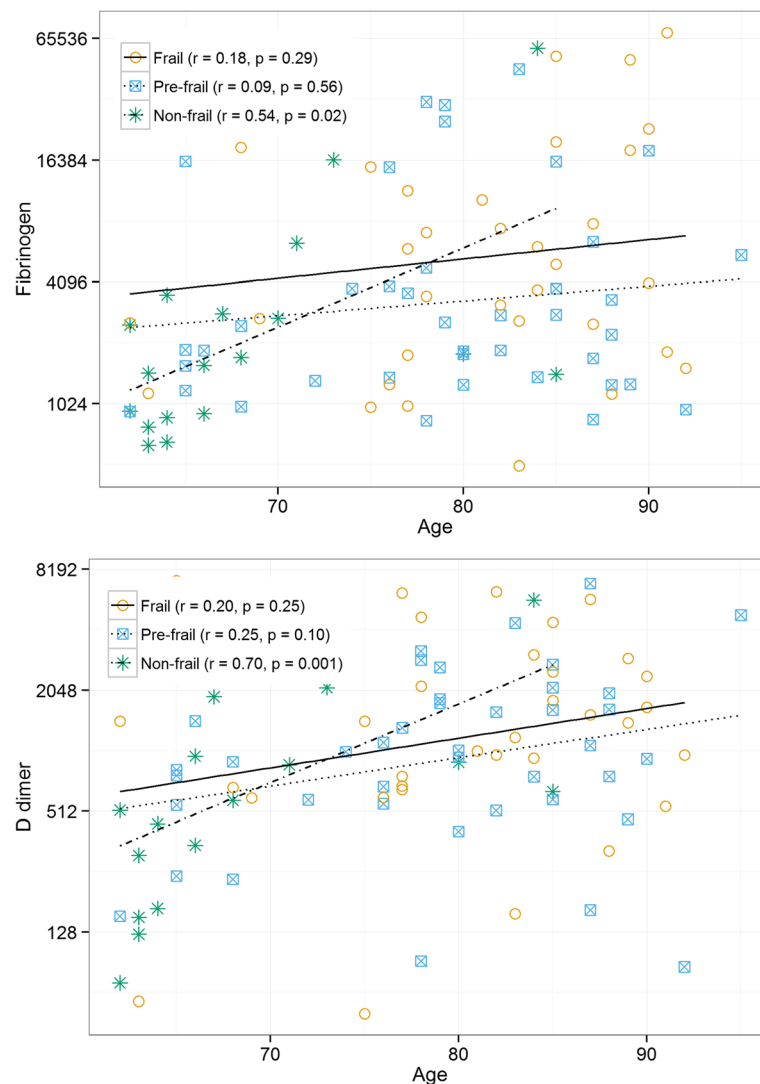 65536
16384
4096
1024
Fibrinogen
Frail (r = 0.18, p = 0.29)
Pre-frail (r = 0.09, p = 0.56)
Non-frail (r = 0.54, p = 0.02)
70 80 90
Age
8192
2048
512
128
D dimer
Frail (r = 0.20, p = 0.25)
Pre-frail (r = 0.25, p = 0.10)
Non-frail (r = 0.70, p = 0.001)
70 80 90
Age